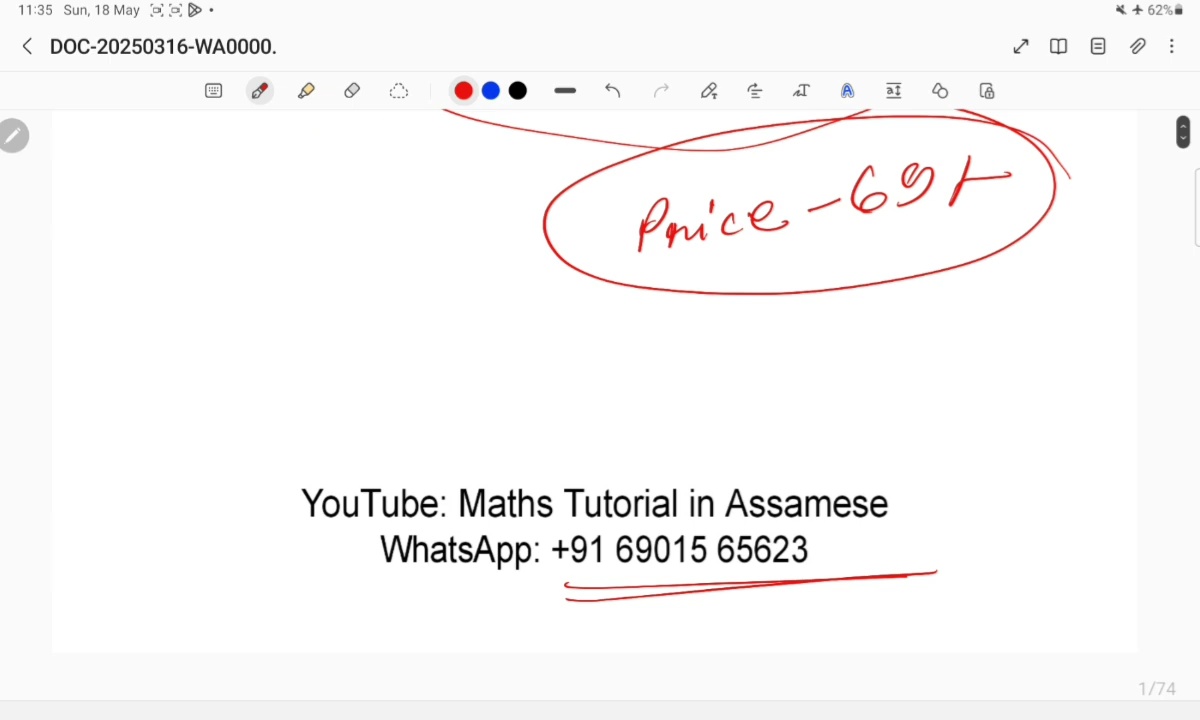 11:35 Sun, 18 May
62%
DOC-20250316-WA0000.
Price - 69
YouTube: Maths Tutorial in Assamese
WhatsApp: +91 69015 65623
1/74